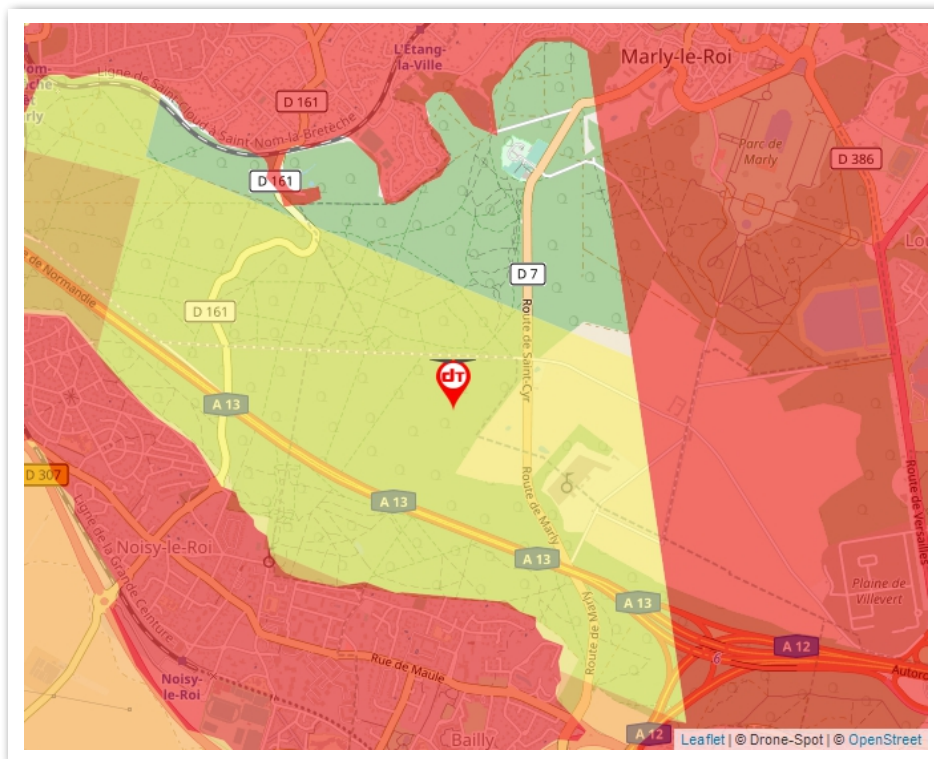 L'Étang-
la-Ville
Marly-le-Roi
Ligne de Saint-Cloud à Saint-Nom-la-Bretèche
D 161
Parc de
Marly
D 386
D 161
D 7
de Normandie
D 161
Route de Saint-Cyr
dT
A 13
D 307
A 13
Route de Marly
Route de Versailles
Ligne de la Grande Ceinture
Noisy-le-Roi
A 13
A 13
Plaine de
Villevert
Route de Marly
A 12
6
Rue de Maule
Noisy-
le-Roi
Bailly
A 12
Leaflet | © Drone-Spot | © OpenStreet